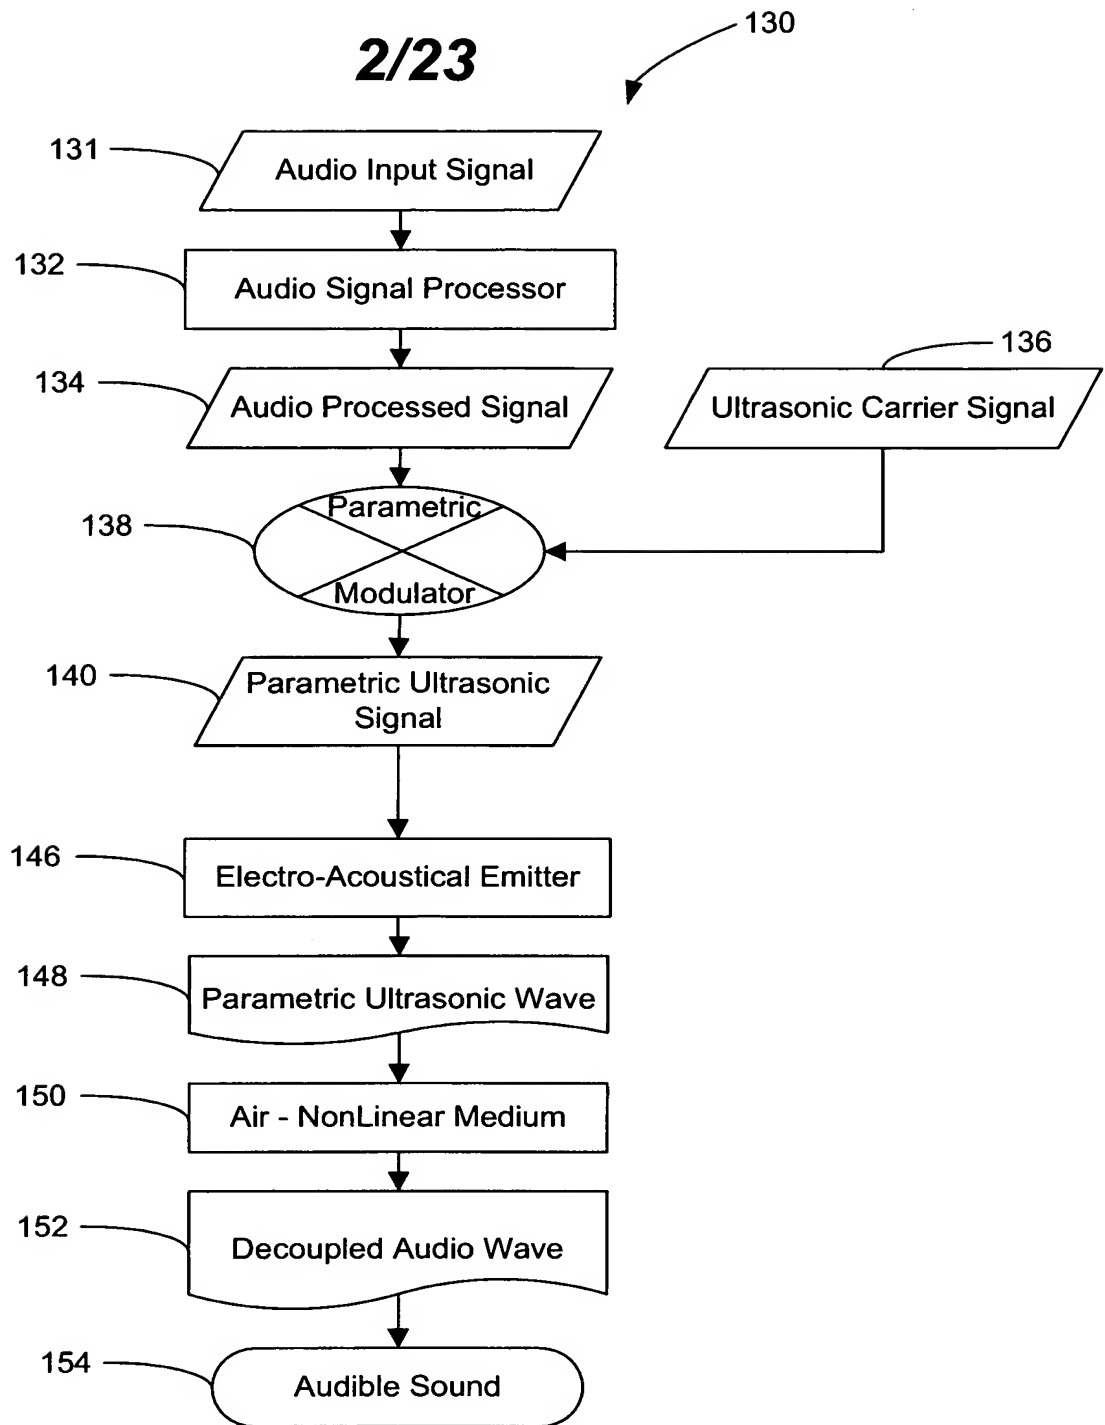 130
2/23
131
Audio Input Signal
132
Audio Signal Processor
136
134
Audio Processed Signal
Ultrasonic Carrier Signal
138
Parametric
Modulator
140
Parametric Ultrasonic
Signal
146
Electro-Acoustical Emitter
148
Parametric Ultrasonic Wave
150
Air - NonLinear Medium
152
Decoupled Audio Wave
154
Audible Sound